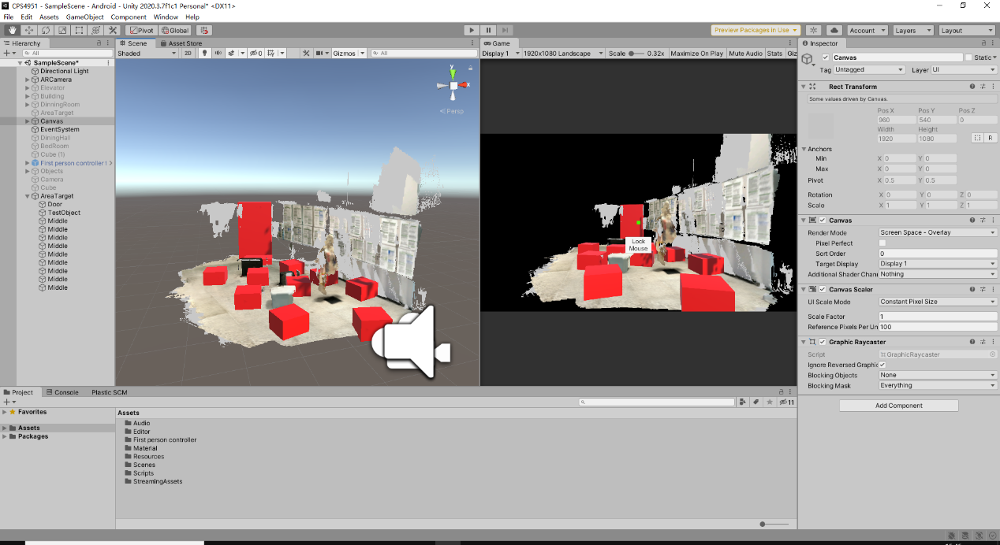 CPS4951 - SampleScene - Android - Unity 2020.3.7f1c1 Personal* <DX11>
File Edit Assets GameObject Component Window Help
Pivot Global Preview Packages in Use Account Layers Layout
Hierarchy
All
SampleScene*
Directional Light
ARCamera
Elevator
Building
DinningRoom
AreaTarget
Canvas
EventSystem
DiningHall
BedRoom
Cube (1)
First person controller
Objects
Camera
Cube
AreaTarget
Door
TestObject
Middle
Middle
Middle
Middle
Middle
Middle
Middle
Middle
Middle
Scene Asset Store
Shaded 2D 0 Gizmos All
y
x
Persp
Game
Display 1 1920x1080 Landscape Scale 0.32x Maximize On Play Mute Audio Stats Giz
Lock
Mouse
Inspector
Canvas Static
Tag Untagged Layer UI
Rect Transform
Some values driven by Canvas.
Pos X Pos Y Pos Z
960 540 0
Width Height
1920 1080
R
Anchors
Min X 0 Y 0
Max X 0 Y 0
Pivot X 0.5 Y 0.5
Rotation X 0 Y 0 Z 0
Scale X 1 Y 1 Z 1
Canvas
Render Mode Screen Space - Overlay
Pixel Perfect
Sort Order 0
Target Display Display 1
Additional Shader Chan Nothing
Canvas Scaler
UI Scale Mode Constant Pixel Size
Scale Factor 1
Reference Pixels Per Un 100
Graphic Raycaster
Script GraphicRaycaster
Ignore Reversed Graphic
Blocking Objects None
Blocking Mask Everything
Add Component
Project Console Plastic SCM
11
Favorites
Assets
Packages
Assets
Audio
Editor
First person controller
Material
Resources
Scenes
Scripts
StreamingAssets